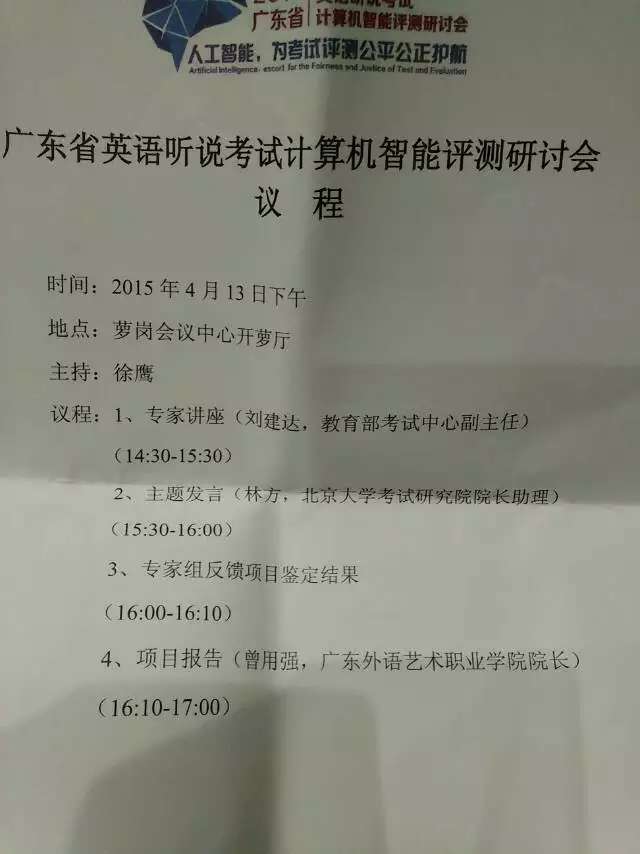 广东省
计算机智能评测研讨会
人工智能，为考试评测公平公正护航
Artificial Intelligence, escort for the Fairness and Justice of Test and Evaluation
广东省英语听说考试计算机智能评测研讨会
议 程
时间：2015 年 4 月 13 日下午
地点：萝岗会议中心开萝厅
主持：徐鹰
议程：1、专家讲座（刘建达，教育部考试中心副主任）
（14:30-15:30）
2、主题发言（林方，北京大学考试研究院院长助理）
（15:30-16:00）
3、专家组反馈项目鉴定结果
（16:00-16:10）
4、项目报告（曾用强，广东外语艺术职业学院院长）
（16:10-17:00）